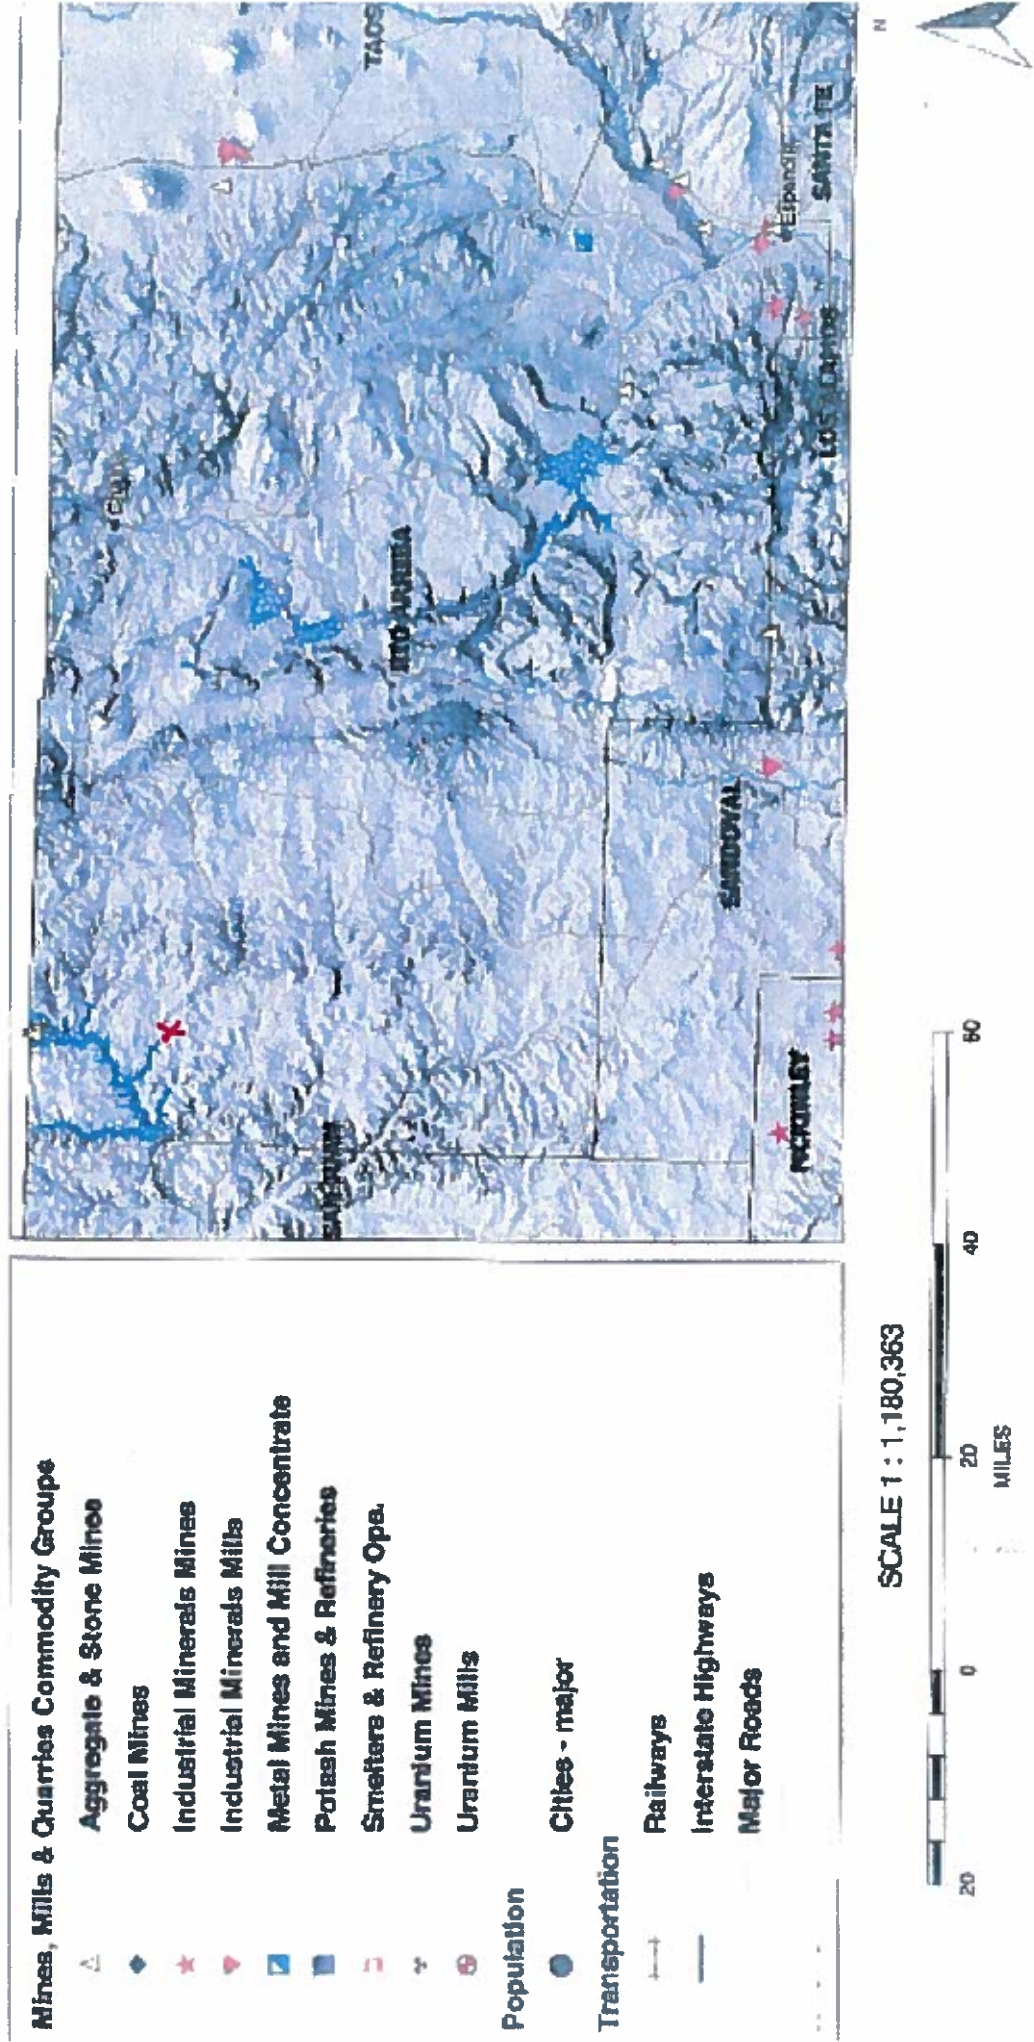 Mines, Mills & Quarries Commodity Groups
Aggregate & Stone Mines
Coal Mines
Industrial Minerals Mines
Industrial Minerals Mills
Metal Mines and Mill Concentrate
Potash Mines & Refineries
Smelters & Refinery Ops.
Uranium Mines
Uranium Mills
Population
Cities - major
Transportation
Railways
Interstate Highways
Major Roads
SAN JUAN
RIO ARRIBA
TAOS
SANDOVAL
MCKINLEY
LOS ALAMOS
Espanola
SANTA FE
SCALE 1 : 1,180,363
20
0
20
40
60
MILES
N